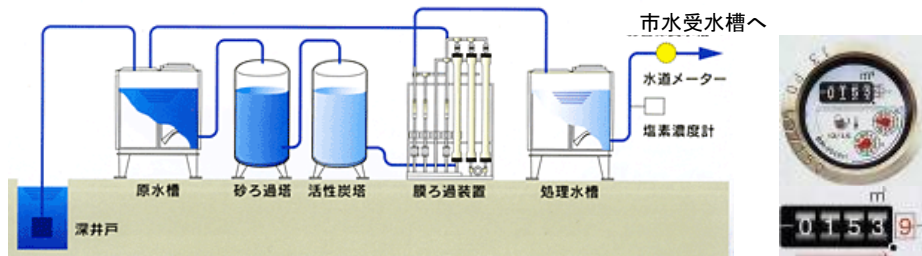 市水受水槽へ
水道メーター
塩素濃度計
原水槽
砂ろ過塔
活性炭塔
膜ろ過装置
処理水槽
深井戸
m³
0153
m³
0153 9